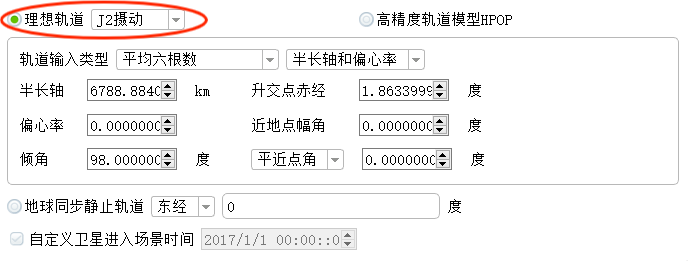 理想轨道 J2摄动 高精度轨道模型HPOP
轨道输入类型 平均六根数 半长轴和偏心率
半长轴 6788.8840 km 升交点赤经 1.8633999 度
偏心率 0.0000000 近地点幅角 0.0000000 度
倾角 98.000000 度 平近点角 0.0000000 度
地球同步静止轨道 东经 0 度
自定义卫星进入场景时间 2017/1/1 00:00::0